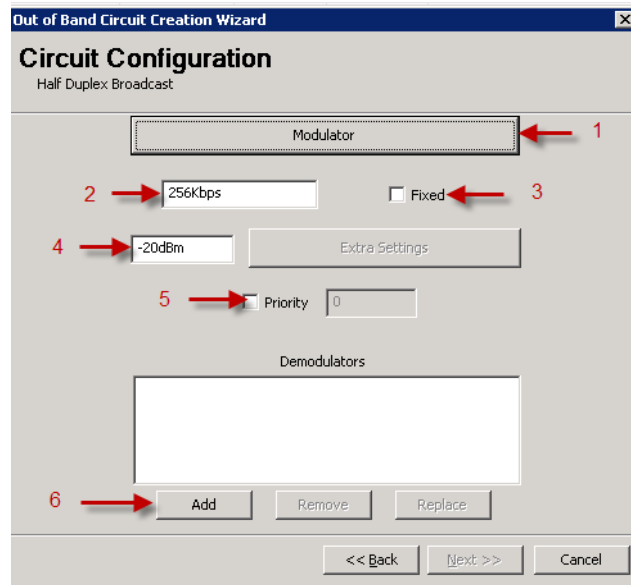 Out of Band Circuit Creation Wizard
Circuit Configuration
Half Duplex Broadcast
Modulator
1
2
256Kbps
Fixed
3
4
-20dBm
Extra Settings
5
Priority
0
Demodulators
6
Add
Remove
Replace
<< Back
Next >>
Cancel